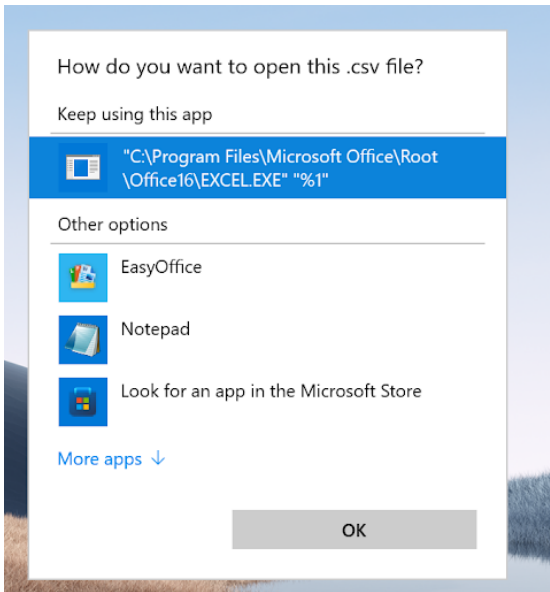 How do you want to open this .csv file?
Keep using this app
"C:\Program Files\Microsoft Office\Root
\Office16\EXCEL.EXE" "%1"
Other options
EasyOffice
Notepad
Look for an app in the Microsoft Store
More apps ↓
OK